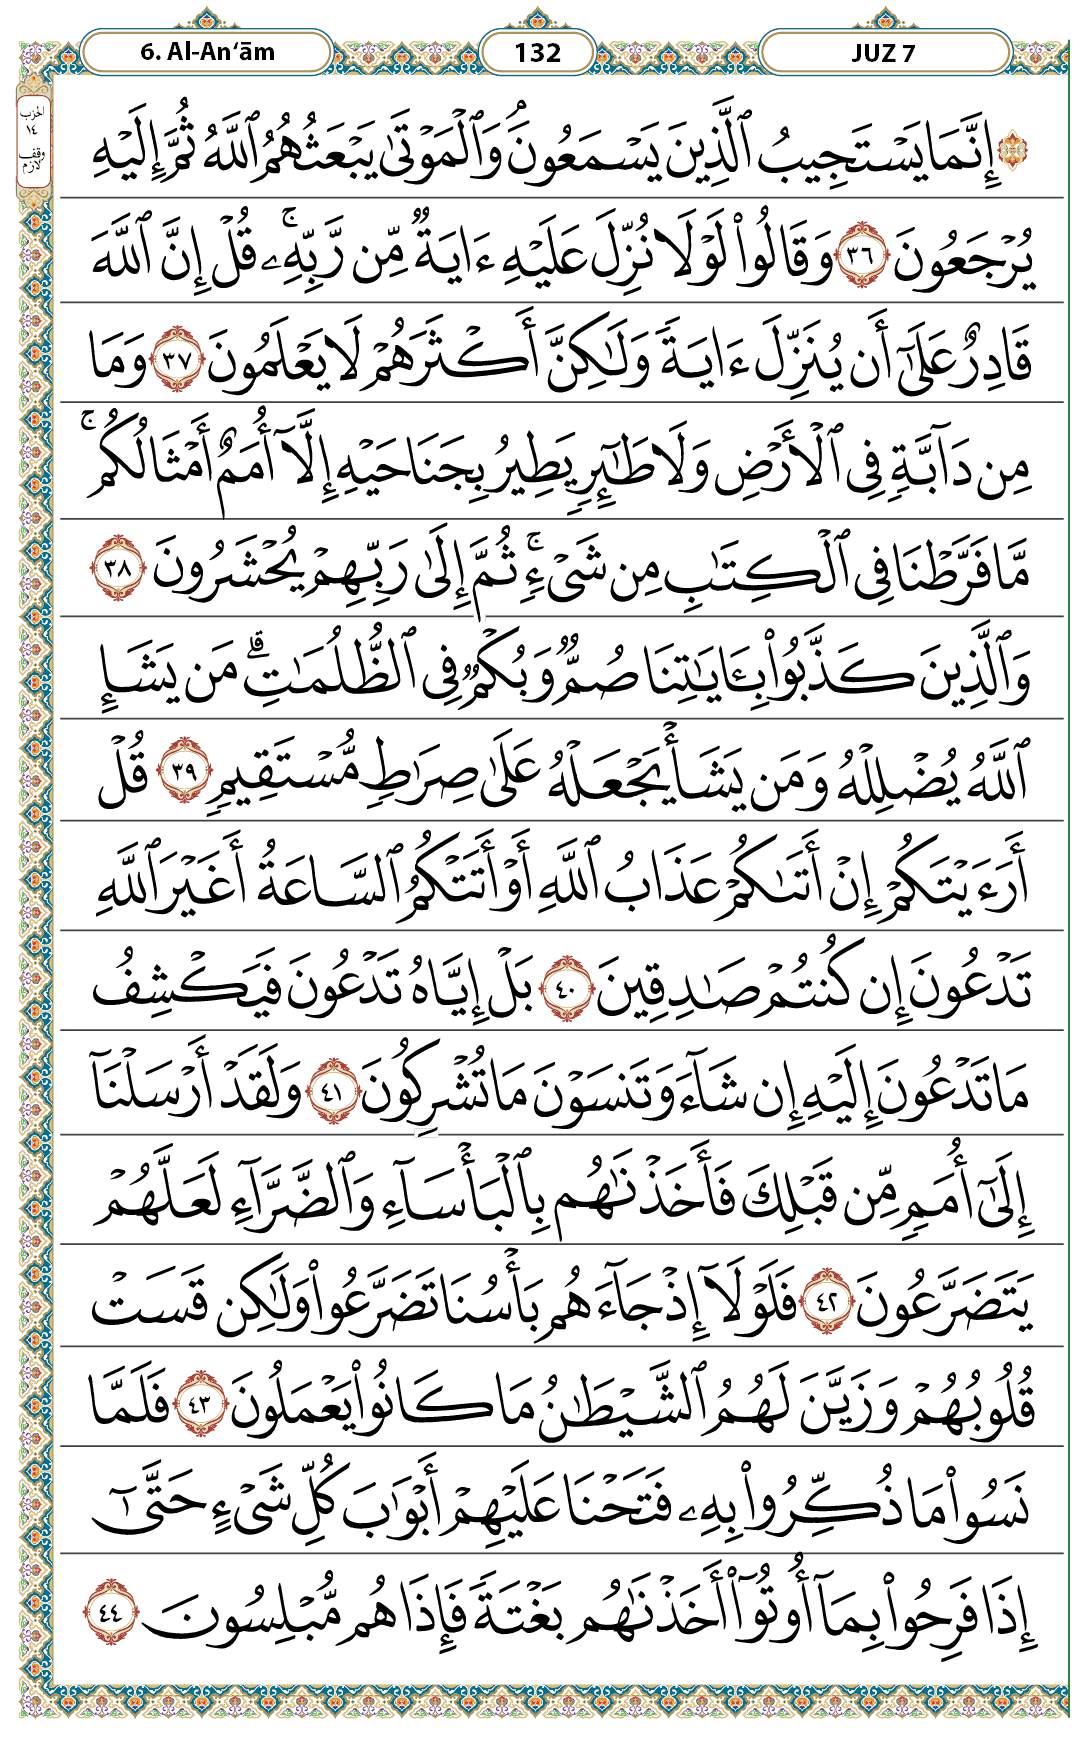 6. Al-An‘ām
132
JUZ 7
الحزب
١٤
وقف
لازم
۞ إِنَّمَا يَسْتَجِيبُ ٱلَّذِينَ يَسْمَعُونَۘ وَٱلْمَوْتَىٰ يَبْعَثُهُمُ ٱللَّهُ ثُمَّ إِلَيْهِ
يُرْجَعُونَ ٣٦ وَقَالُوا۟ لَوْلَا نُزِّلَ عَلَيْهِ ءَايَةٌ مِّن رَّبِّهِۦۚ قُلْ إِنَّ ٱللَّهَ
قَادِرٌ عَلَىٰٓ أَن يُنَزِّلَ ءَايَةً وَلَٰكِنَّ أَكْثَرَهُمْ لَا يَعْلَمُونَ ٣٧ وَمَا
مِن دَآبَّةٍ فِى ٱلْأَرْضِ وَلَا طَٰٓئِرٍ يَطِيرُ بِجَنَاحَيْهِ إِلَّآ أُمَمٌ أَمْثَالُكُمۚ
مَّا فَرَّطْنَا فِى ٱلْكِتَٰبِ مِن شَىْءٍۚ ثُمَّ إِلَىٰ رَبِّهِمْ يُحْشَرُونَ ٣٨
وَٱلَّذِينَ كَذَّبُوا۟ بِـَٔايَٰتِنَا صُمٌّ وَبُكْمٌ فِى ٱلظُّلُمَٰتِۗ مَن يَشَإِ
ٱللَّهُ يُضْلِلْهُ وَمَن يَشَأْ يَجْعَلْهُ عَلَىٰ صِرَٰطٍ مُّسْتَقِيمٍ ٣٩ قُلْ
أَرَءَيْتَكُمْ إِنْ أَتَىٰكُمْ عَذَابُ ٱللَّهِ أَوْ أَتَتْكُمُ ٱلسَّاعَةُ أَغَيْرَ ٱللَّهِ
تَدْعُونَ إِن كُنتُمْ صَٰدِقِينَ ٤٠ بَلْ إِيَّاهُ تَدْعُونَ فَيَكْشِفُ
مَا تَدْعُونَ إِلَيْهِ إِن شَآءَ وَتَنسَوْنَ مَا تُشْرِكُونَ ٤١ وَلَقَدْ أَرْسَلْنَآ
إِلَىٰٓ أُمَمٍ مِّن قَبْلِكَ فَأَخَذْنَٰهُم بِٱلْبَأْسَآءِ وَٱلضَّرَّآءِ لَعَلَّهُمْ
يَتَضَرَّعُونَ ٤٢ فَلَوْلَآ إِذْ جَآءَهُم بَأْسُنَا تَضَرَّعُوا۟ وَلَٰكِن قَسَتْ
قُلُوبُهُمْ وَزَيَّنَ لَهُمُ ٱلشَّيْطَٰنُ مَا كَانُوا۟ يَعْمَلُونَ ٤٣ فَلَمَّا
نَسُوا۟ مَا ذُكِّرُوا۟ بِهِۦ فَتَحْنَا عَلَيْهِمْ أَبْوَٰبَ كُلِّ شَىْءٍ حَتَّىٰٓ
إِذَا فَرِحُوا۟ بِمَآ أُوتُوٓا۟ أَخَذْنَٰهُم بَغْتَةً فَإِذَا هُم مُّبْلِسُونَ ٤٤